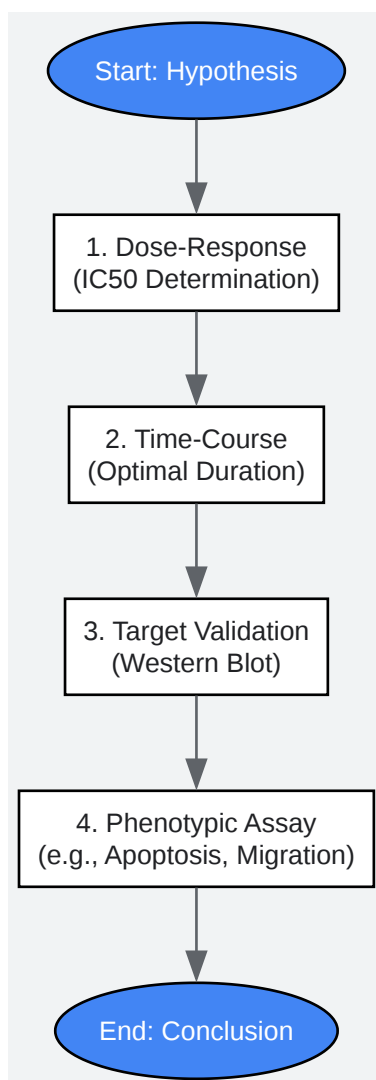 Start: Hypothesis
1. Dose-Response
(IC50 Determination)
2. Time-Course
(Optimal Duration)
3. Target Validation
(Western Blot)
4. Phenotypic Assay
(e.g., Apoptosis, Migration)
End: Conclusion